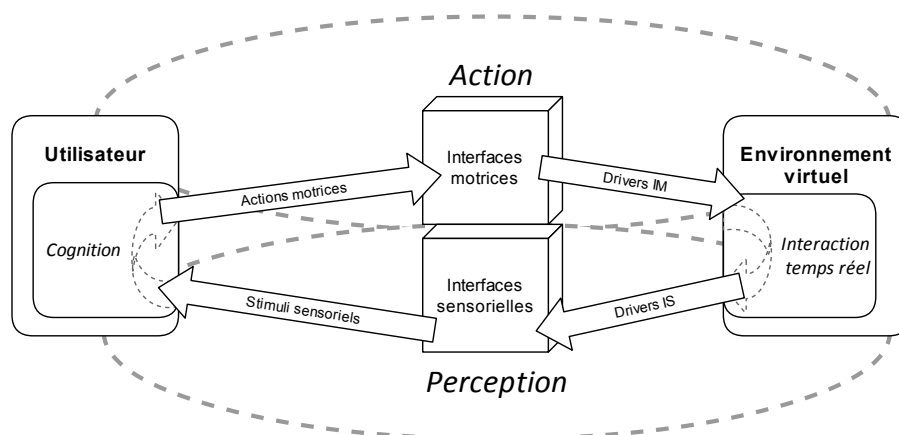 Action
Utilisateur
Interfaces
motrices
Environnement
virtuel
Actions motrices
Drivers IM
Cognition
Interaction
temps réel
Interfaces
sensorielles
Stimuli sensoriels
Drivers IS
Perception